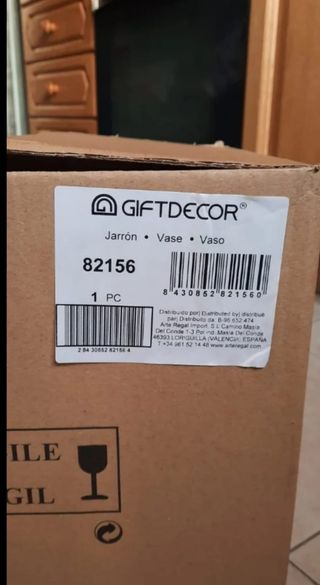 GIFTDECOR®
Jarrón • Vase • Vaso
82156
8 430852 821560
1 PC
Distribuido por| Distributed by| distribué
par| Distribuito da: B-96.652.474
Arte Regal Import, S.L Camino Masia
Del Conde 1-3 Pol.ind. Masia Del Conde
46393 LORIGUILLA (VALENCIA), ESPAÑA
T.+34 961 52 14 48 www.arteregal.com
2 84 30852 82156 4
ILE
GIL